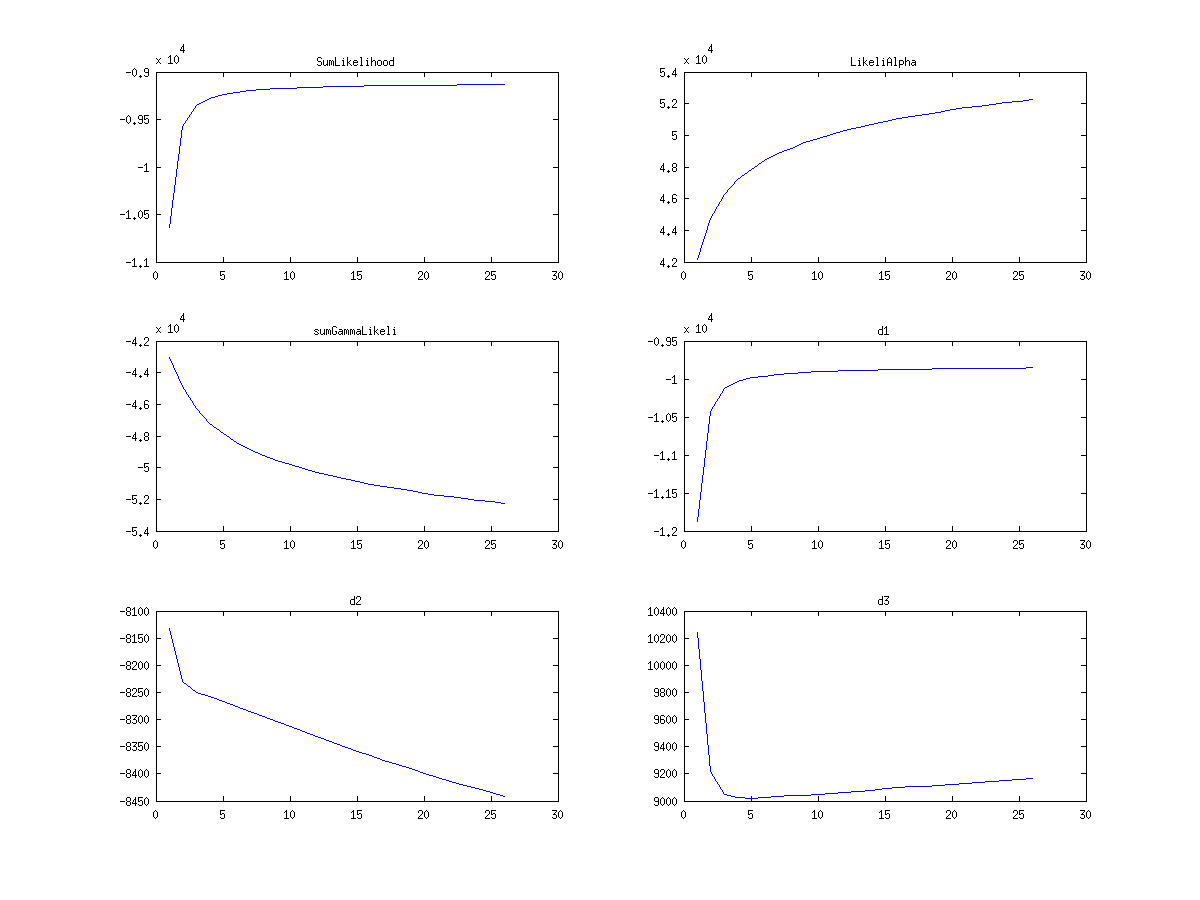 x 10 4
SumLikelihood
-0.9
-0.95
-1
-1.05
-1.1
0 5 10 15 20 25 30
x 10 4
LikeliAlpha
5.4
5.2
5
4.8
4.6
4.4
4.2
0 5 10 15 20 25 30
x 10 4
sumGammaLikeli
-4.2
-4.4
-4.6
-4.8
-5
-5.2
-5.4
0 5 10 15 20 25 30
x 10 4
d1
-0.95
-1
-1.05
-1.1
-1.15
-1.2
0 5 10 15 20 25 30
d2
-8100
-8150
-8200
-8250
-8300
-8350
-8400
-8450
0 5 10 15 20 25 30
d3
10400
10200
10000
9800
9600
9400
9200
9000
0 5 10 15 20 25 30